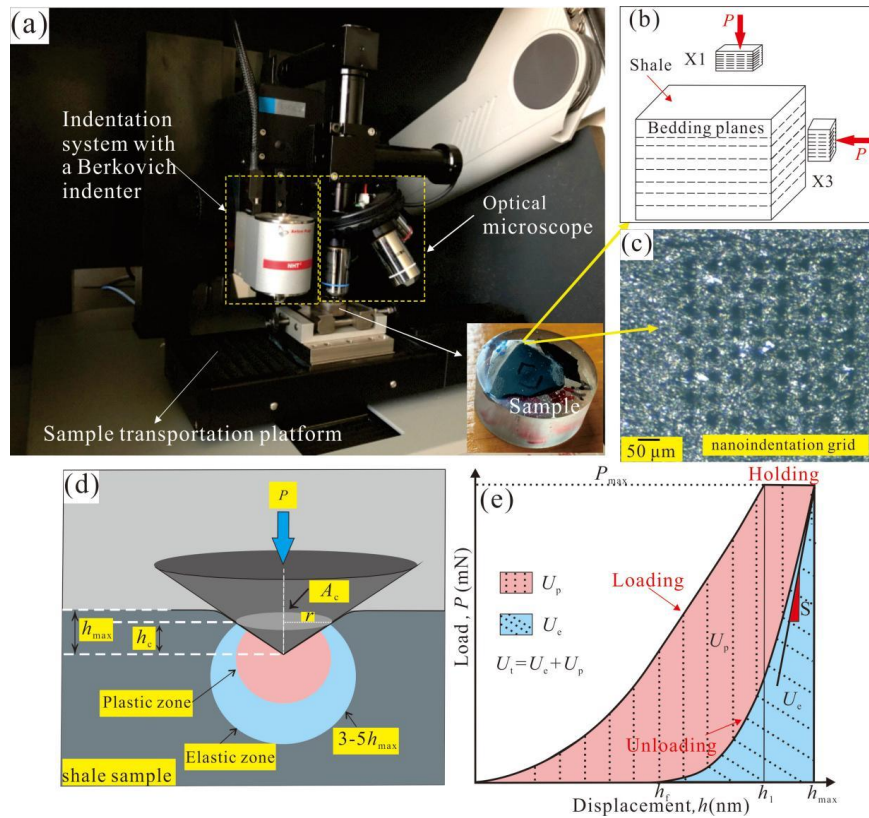 (a)
Indentation
system with
a Berkovich
indenter
Optical
microscope
NHT
Sample
Sample transportation platform
(b)
P
X1
Shale
Bedding planes
P
X3
(c)
50 μm
nanoindentation grid
(d)
P
A_c
r
h_max
h_c
Plastic zone
Elastic zone
3-5h_max
shale sample
(e)
P_max
Holding
Load, P (mN)
U_p
U_e
U_t=U_e+U_p
Loading
U_p
S
U_e
Unloading
h_f
h_1
h_max
Displacement, h(nm)